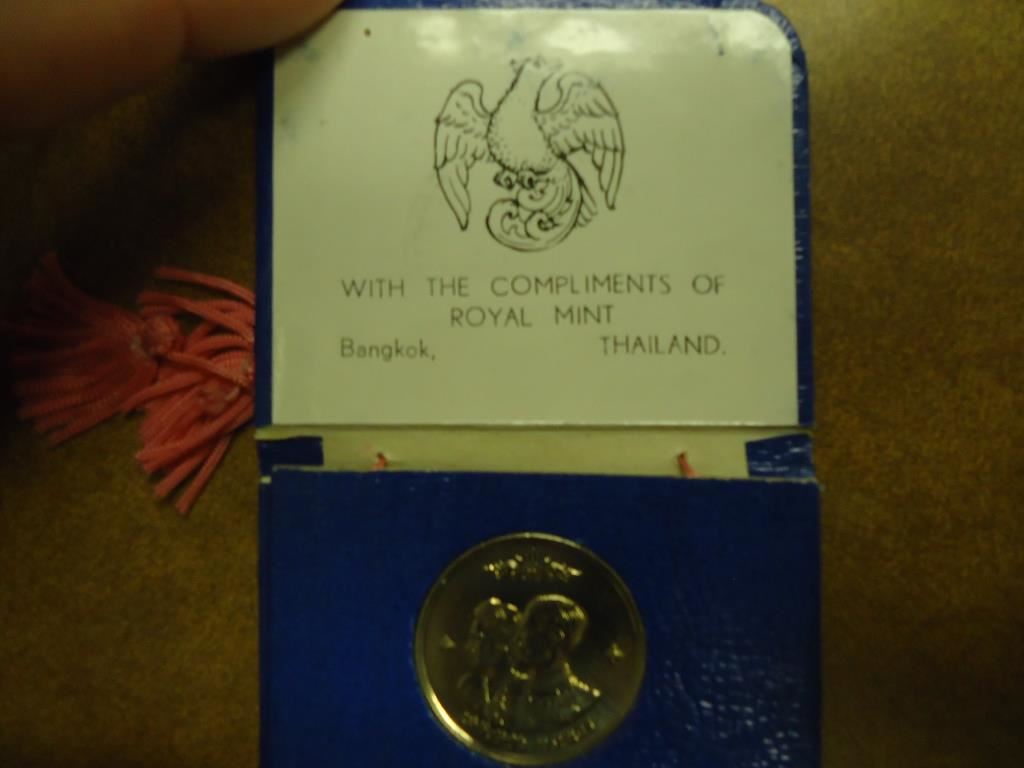 WITH THE COMPLIMENTS OF
ROYAL MINT
Bangkok, THAILAND.